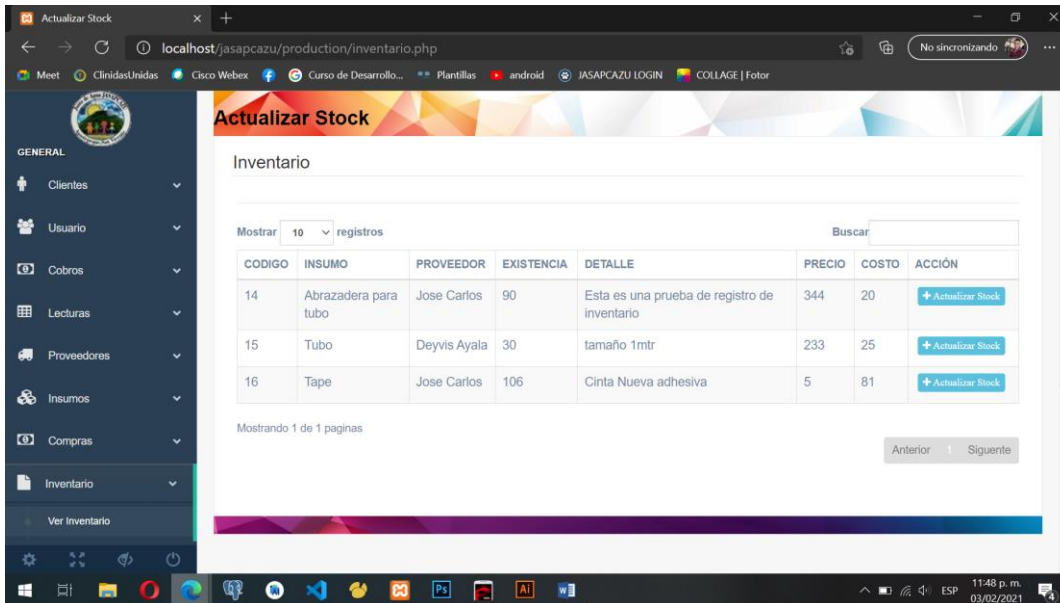 Actualizar Stock
localhost/jasapcazu/production/inventario.php
No sincronizando
Meet ClinidasUnidas Cisco Webex Curso de Desarrollo... Plantillas android JASAPCAZU LOGIN COLLAGE | Fotor
Actualizar Stock
GENERAL
Clientes
Usuario
Cobros
Lecturas
Proveedores
Insumos
Compras
Inventario
Ver Inventario
Inventario
Mostrar 10 registros Buscar
CODIGO INSUMO PROVEEDOR EXISTENCIA DETALLE PRECIO COSTO ACCIÓN
14 Abrazadera para tubo Jose Carlos 90 Esta es una prueba de registro de inventario 344 20 Actualizar Stock
15 Tubo Deyvis Ayala 30 tamaño 1mtr 233 25 Actualizar Stock
16 Tape Jose Carlos 106 Cinta Nueva adhesiva 5 81 Actualizar Stock
Mostrando 1 de 1 paginas
Anterior 1 Siguente
Ps Ai ESP 11:48 p. m.
03/02/2021